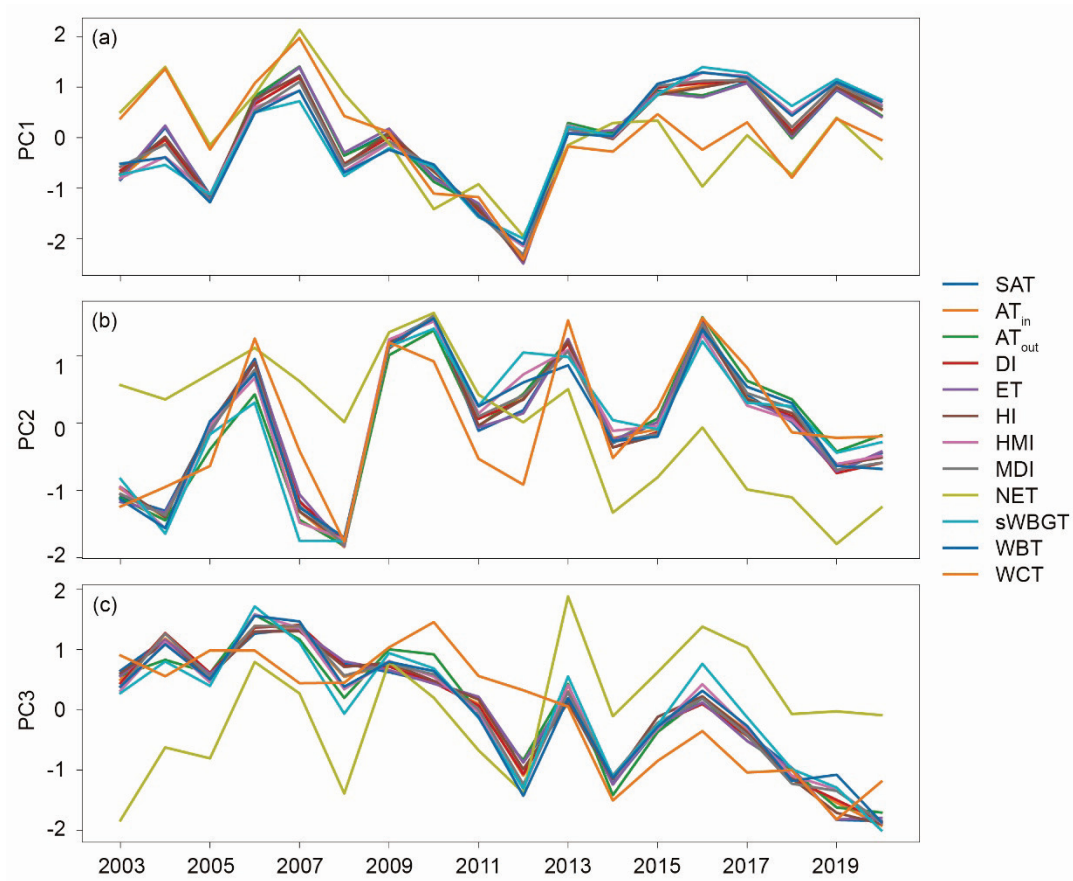 (a)
PC1
2
1
0
-1
-2
(b)
PC2
1
0
-1
-2
(c)
PC3
2
1
0
-1
-2
2003 2005 2007 2009 2011 2013 2015 2017 2019
SAT
ATin
ATout
DI
ET
HI
HMI
MDI
NET
sWBGT
WBT
WCT